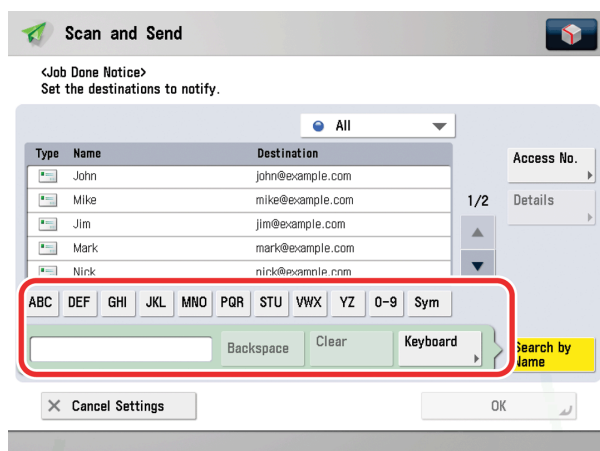 Scan and Send
<Job Done Notice>
Set the destinations to notify.
All
Type Name Destination
Access No.
John john@example.com
Mike mike@example.com
1/2
Details
Jim jim@example.com
Mark mark@example.com
Nick nick@example.com
ABC DEF GHI JKL MNO PQR STU VWX YZ 0-9 Sym
Backspace Clear Keyboard
Search by
Name
Cancel Settings
OK